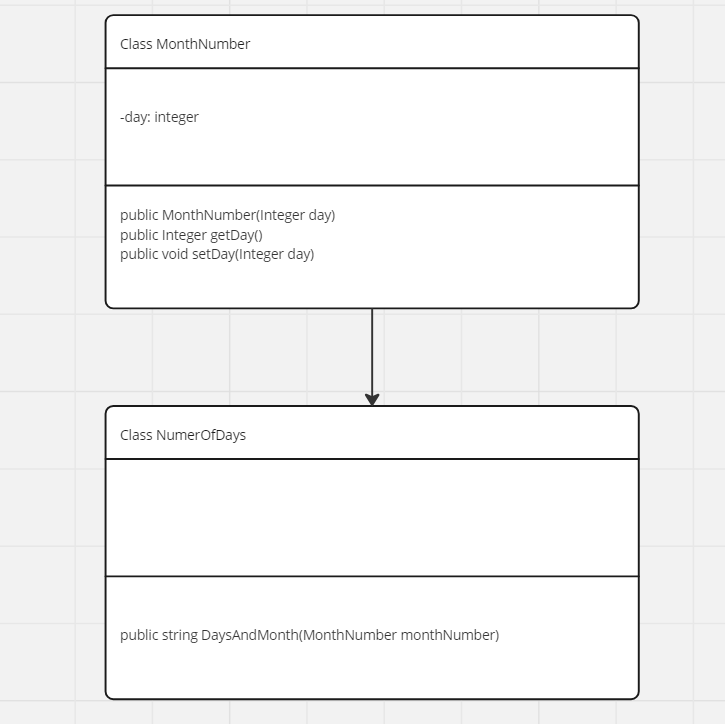 Class MonthNumber
-day: integer
public MonthNumber(Integer day)
public Integer getDay()
public void setDay(Integer day)
Class NumerOfDays
public string DaysAndMonth(MonthNumber monthNumber)